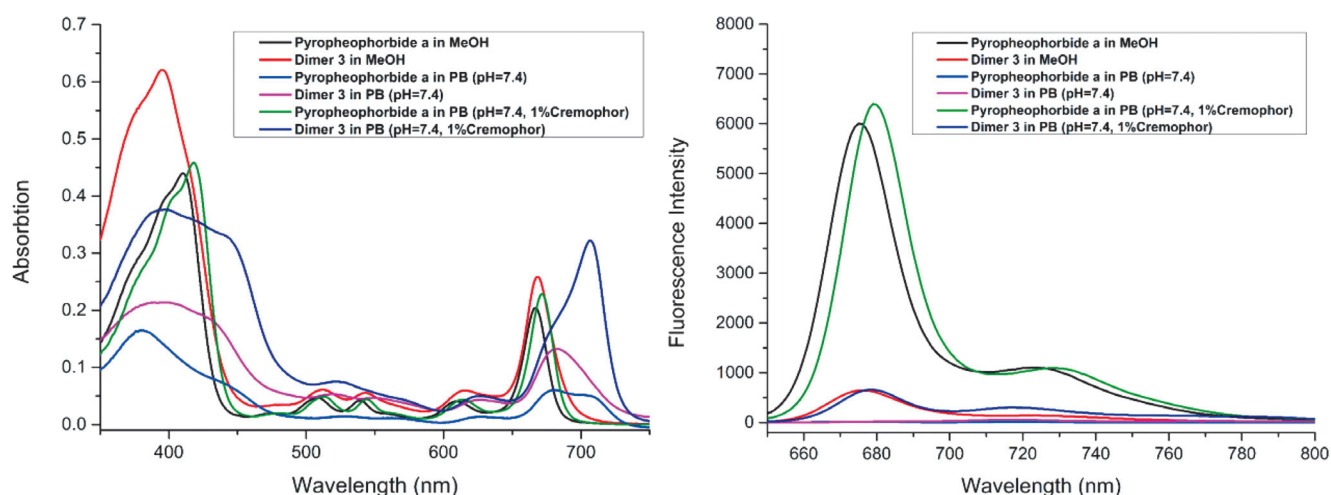 0.7
0.6
0.5
0.4
0.3
0.2
0.1
0.0
Absorbtion
Pyropheophorbide a in MeOH
Dimer 3 in MeOH
Pyropheophorbide a in PB (pH=7.4)
Dimer 3 in PB (pH=7.4)
Pyropheophorbide a in PB (pH=7.4, 1%Cremophor)
Dimer 3 in PB (pH=7.4, 1%Cremophor)
400 500 600 700
Wavelength (nm)
8000
7000
6000
5000
4000
3000
2000
1000
0
Fluorescence Intensity
Pyropheophorbide a in MeOH
Dimer 3 in MeOH
Pyropheophorbide a in PB (pH=7.4)
Dimer 3 in PB (pH=7.4)
Pyropheophorbide a in PB (pH=7.4, 1%Cremophor)
Dimer 3 in PB (pH=7.4, 1%Cremophor)
660 680 700 720 740 760 780 800
Wavelength (nm)